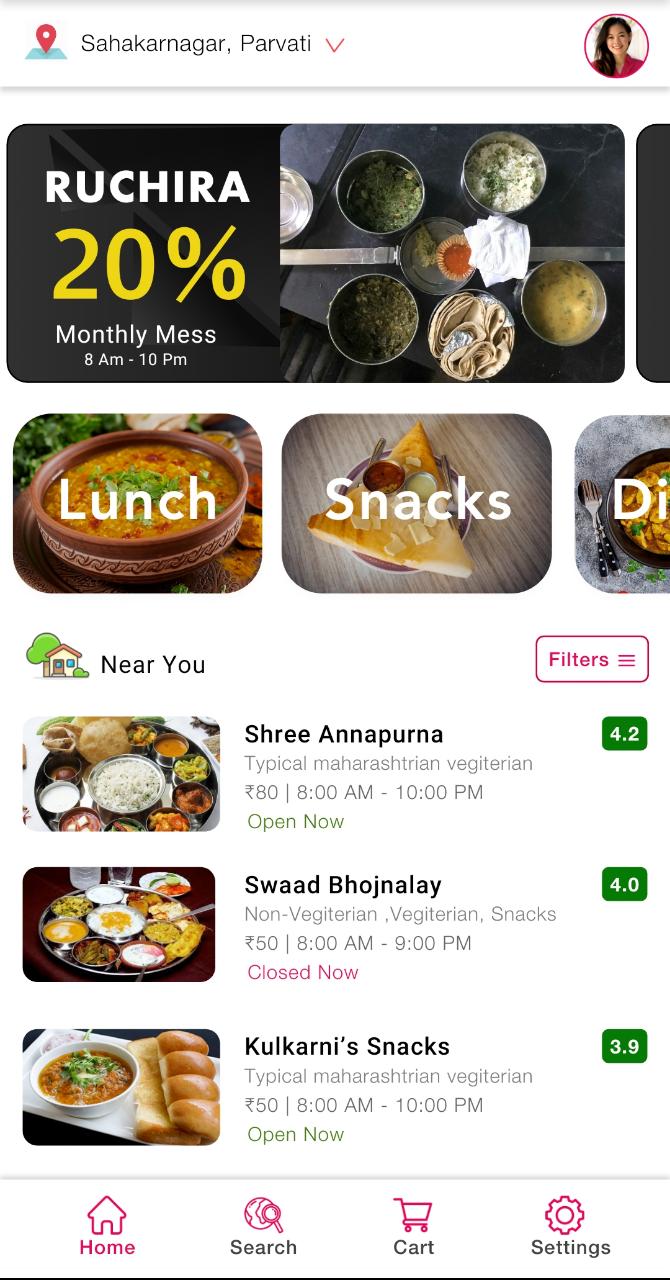 Sahakarnagar, Parvati
RUCHIRA
20%
Monthly Mess
8 Am - 10 Pm
Lunch
Snacks
Di
Near You
Filters
Shree Annapurna
4.2
Typical maharashtrian vegiterian
₹80 | 8:00 AM - 10:00 PM
Open Now
Swaad Bhojnalay
4.0
Non-Vegiterian ,Vegiterian, Snacks
₹50 | 8:00 AM - 9:00 PM
Closed Now
Kulkarni’s Snacks
3.9
Typical maharashtrian vegiterian
₹50 | 8:00 AM - 10:00 PM
Open Now
Home Search Cart Settings